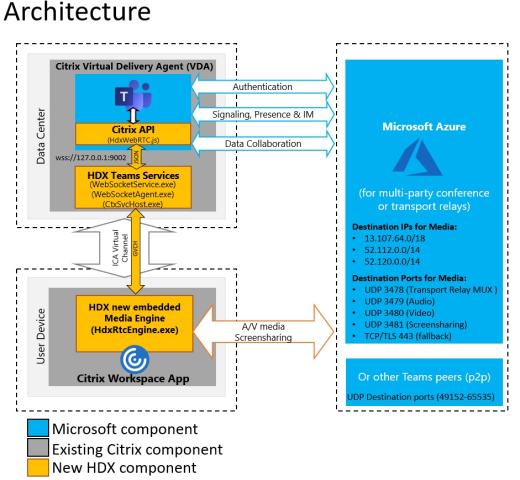 Architecture
Citrix Virtual Delivery Agent (VDA)
T
Citrix API
(HdxWebRTC.js)
wss://127.0.0.1:9002
JSON
HDX Teams Services
(WebSocketService.exe)
(WebSocketAgent.exe)
(CtxSvcHost.exe)
Data Center
Authentication
Signaling, Presence & IM
Data Collaboration
ICA Virtual
Channel
GVCH
User Device
HDX new embedded
Media Engine
(HdxRtcEngine.exe)
Citrix Workspace App
A/V media
Screensharing
Microsoft Azure
(for multi-party conference
or transport relays)
Destination IPs for Media:
• 13.107.64.0/18
• 52.112.0.0/14
• 52.120.0.0/14
Destination Ports for Media:
• UDP 3478 (Transport Relay MUX )
• UDP 3479 (Audio)
• UDP 3480 (Video)
• UDP 3481 (Screensharing)
• TCP/TLS 443 (fallback)
Or other Teams peers (p2p)
UDP Destination ports (49152-65535)
Microsoft component
Existing Citrix component
New HDX component